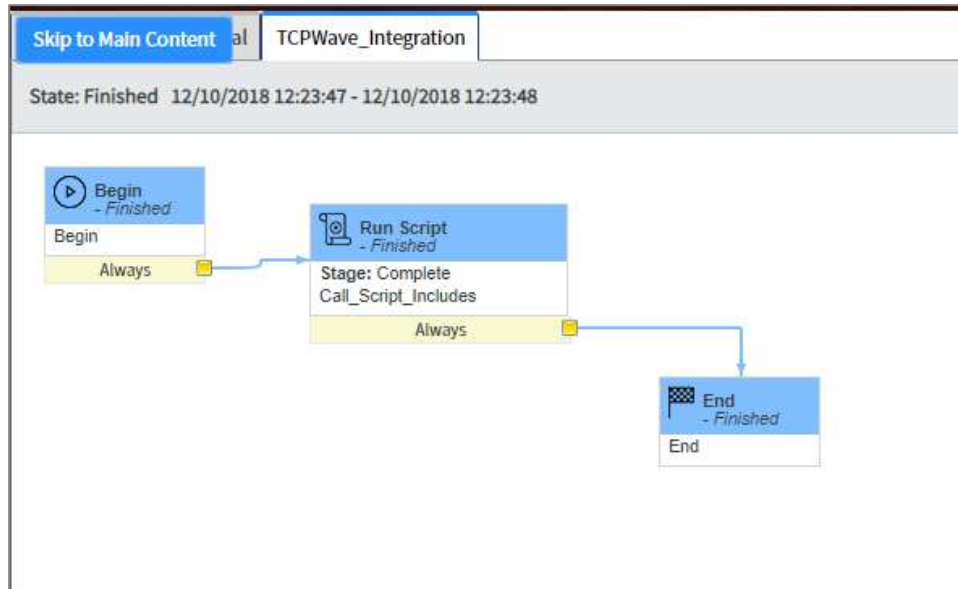 Skip to Main Content al TCPWave_Integration
State: Finished 12/10/2018 12:23:47 - 12/10/2018 12:23:48
Begin
- Finished
Begin
Always
Run Script
- Finished
Stage: Complete
Call_Script_Includes
Always
End
- Finished
End